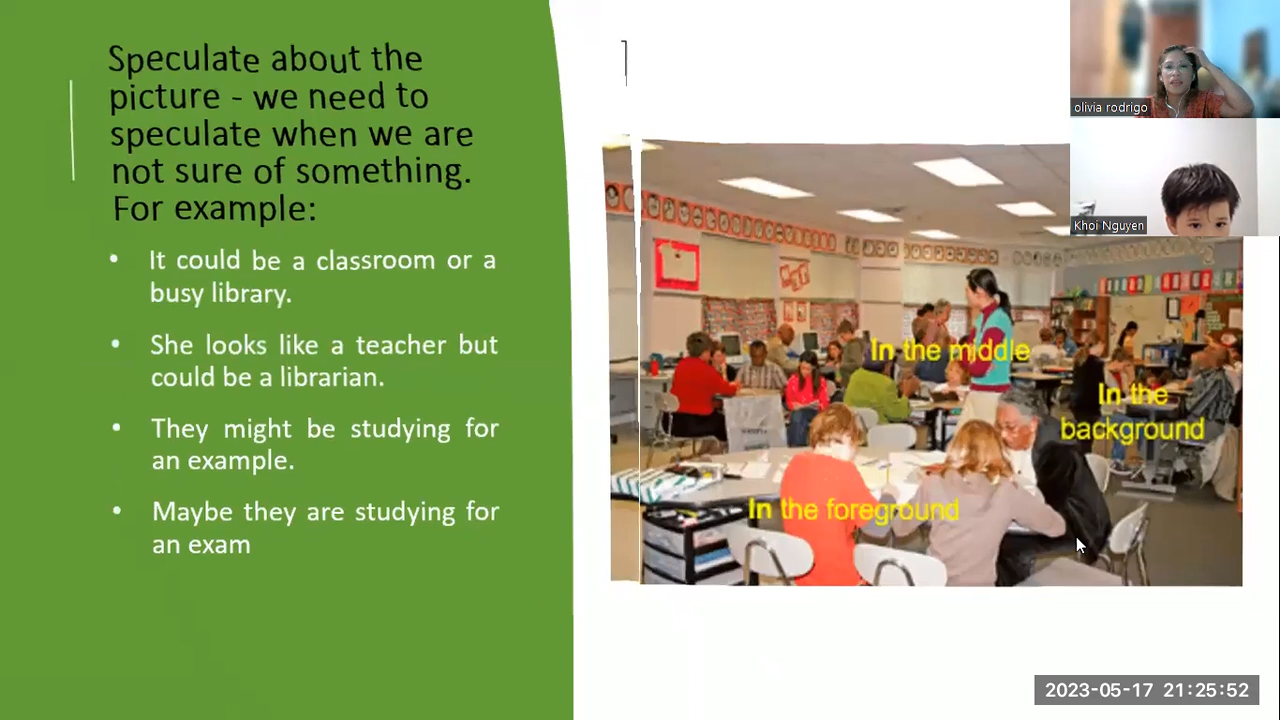 Speculate about the
picture - we need to
speculate when we are
not sure of something.
For example:
• It could be a classroom or a
busy library.
• She looks like a teacher but
could be a librarian.
• They might be studying for
an example.
• Maybe they are studying for
an exam
In the middle
In the
background
In the foreground
olivia rodrigo
Khoi Nguyen
2023-05-17 21:25:52